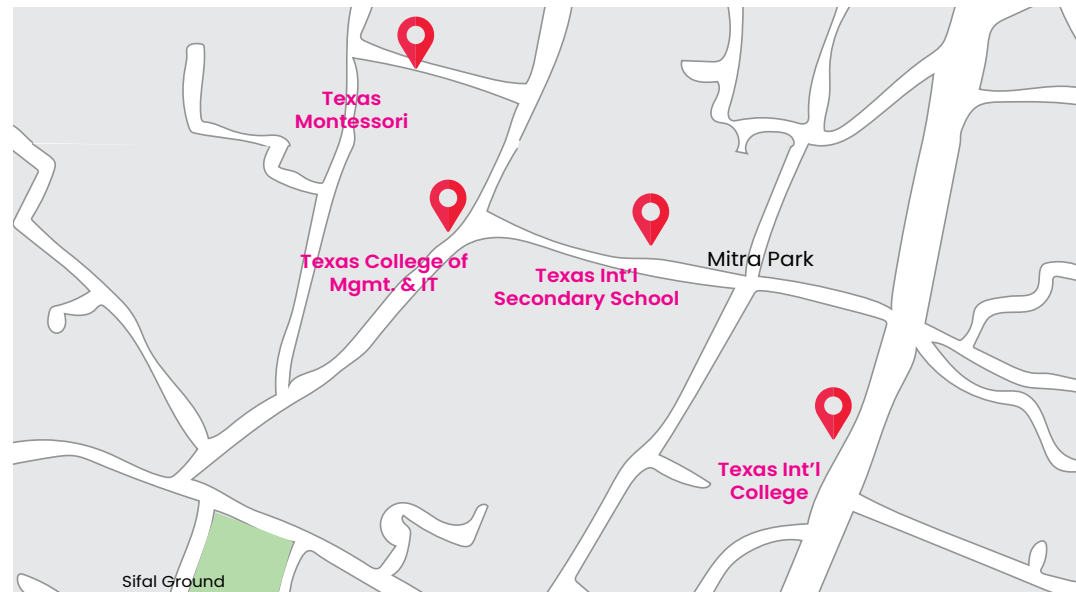 Texas
Montessori
Texas College of
Mgmt. & IT
Texas Int’l
Secondary School
Mitra Park
Texas Int’l
College
Sifal Ground